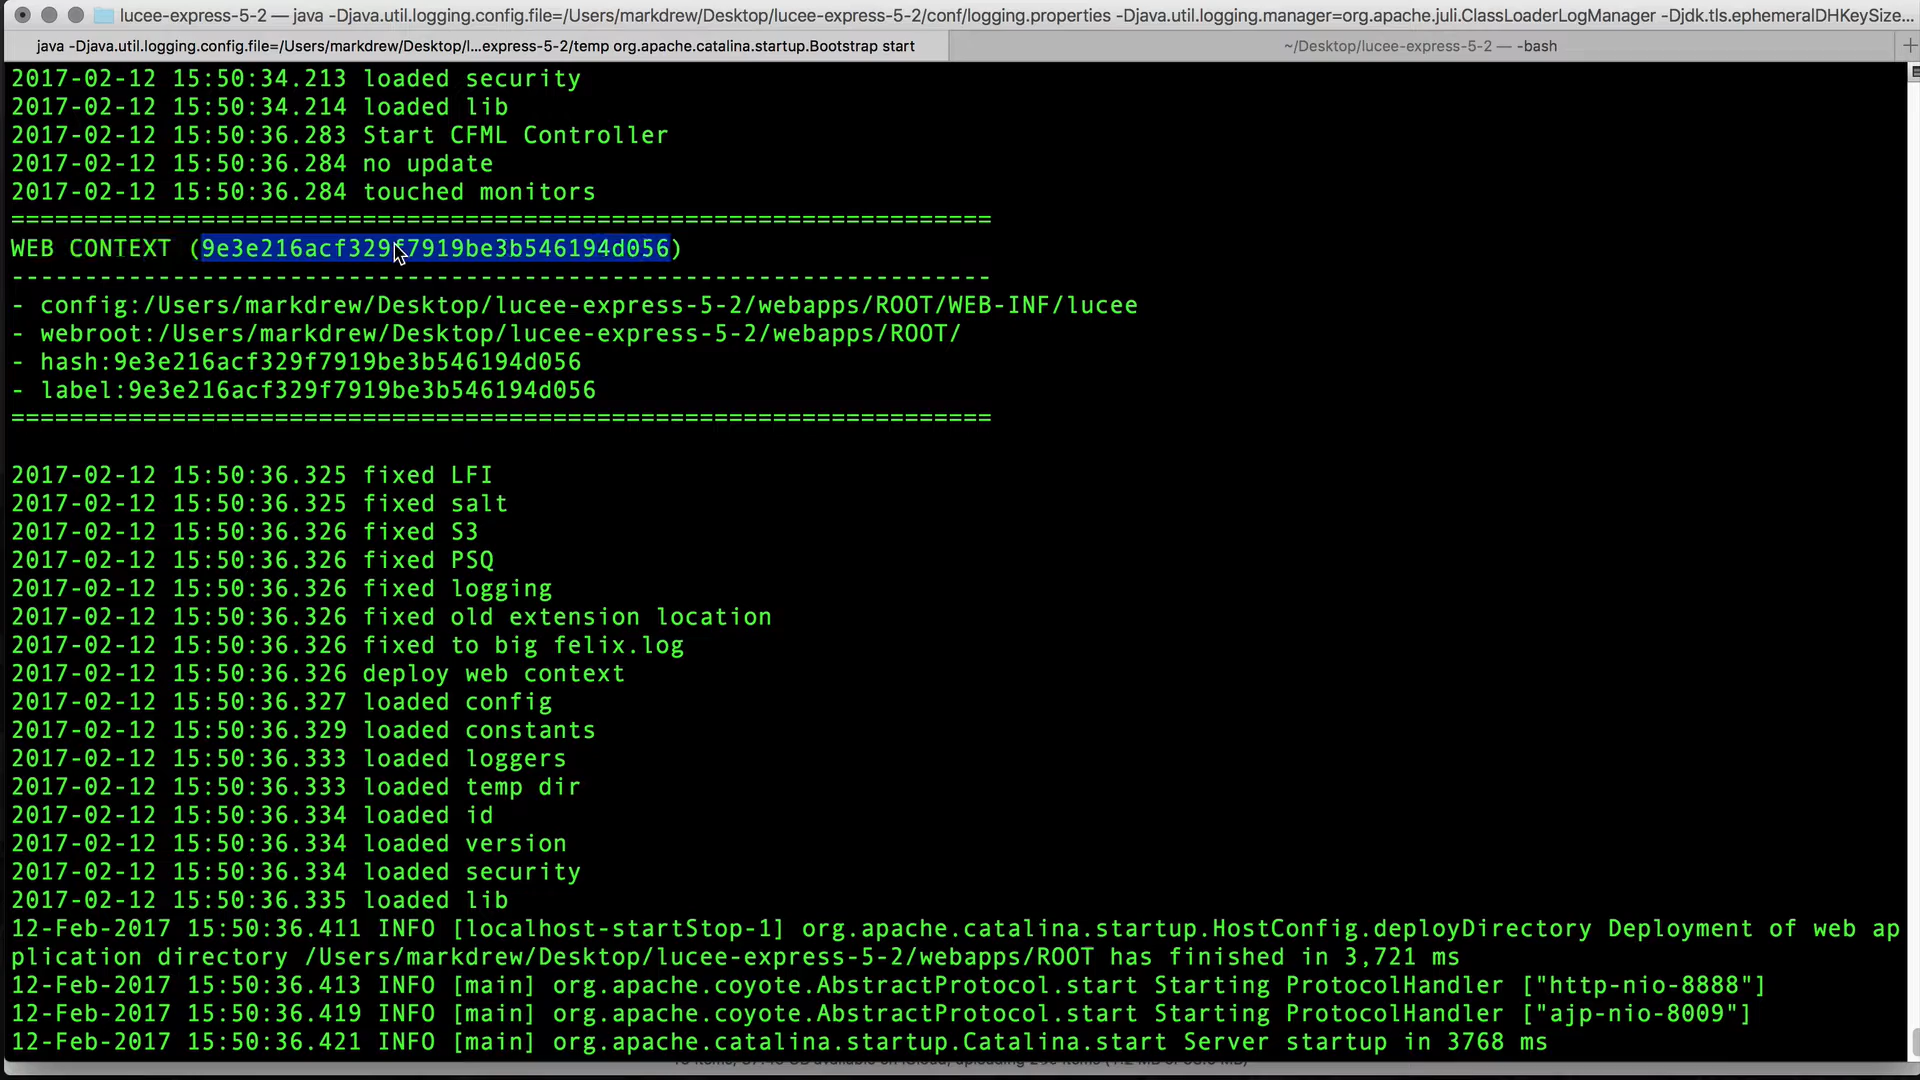 lucee-express-5-2 — java -Djava.util.logging.config.file=/Users/markdrew/Desktop/lucee-express-5-2/conf/logging.properties -Djava.util.logging.manager=org.apache.juli.ClassLoaderLogManager -Djdk.tls.ephemeralDHKeySize...
java -Djava.util.logging.config.file=/Users/markdrew/Desktop/l...express-5-2/temp org.apache.catalina.startup.Bootstrap start
~/Desktop/lucee-express-5-2 — -bash
2017-02-12 15:50:34.213 loaded security
2017-02-12 15:50:34.214 loaded lib
2017-02-12 15:50:36.283 Start CFML Controller
2017-02-12 15:50:36.284 no update
2017-02-12 15:50:36.284 touched monitors
===================================================================
WEB CONTEXT (9e3e216acf329f7919be3b546194d056)
-------------------------------------------------------------------
- config:/Users/markdrew/Desktop/lucee-express-5-2/webapps/ROOT/WEB-INF/lucee
- webroot:/Users/markdrew/Desktop/lucee-express-5-2/webapps/ROOT/
- hash:9e3e216acf329f7919be3b546194d056
- label:9e3e216acf329f7919be3b546194d056
===================================================================
2017-02-12 15:50:36.325 fixed LFI
2017-02-12 15:50:36.325 fixed salt
2017-02-12 15:50:36.326 fixed S3
2017-02-12 15:50:36.326 fixed PSQ
2017-02-12 15:50:36.326 fixed logging
2017-02-12 15:50:36.326 fixed old extension location
2017-02-12 15:50:36.326 fixed to big felix.log
2017-02-12 15:50:36.326 deploy web context
2017-02-12 15:50:36.327 loaded config
2017-02-12 15:50:36.329 loaded constants
2017-02-12 15:50:36.333 loaded loggers
2017-02-12 15:50:36.333 loaded temp dir
2017-02-12 15:50:36.334 loaded id
2017-02-12 15:50:36.334 loaded version
2017-02-12 15:50:36.334 loaded security
2017-02-12 15:50:36.335 loaded lib
12-Feb-2017 15:50:36.411 INFO [localhost-startStop-1] org.apache.catalina.startup.HostConfig.deployDirectory Deployment of web ap
plication directory /Users/markdrew/Desktop/lucee-express-5-2/webapps/ROOT has finished in 3,721 ms
12-Feb-2017 15:50:36.413 INFO [main] org.apache.coyote.AbstractProtocol.start Starting ProtocolHandler ["http-nio-8888"]
12-Feb-2017 15:50:36.419 INFO [main] org.apache.coyote.AbstractProtocol.start Starting ProtocolHandler ["ajp-nio-8009"]
12-Feb-2017 15:50:36.421 INFO [main] org.apache.catalina.startup.Catalina.start Server startup in 3768 ms